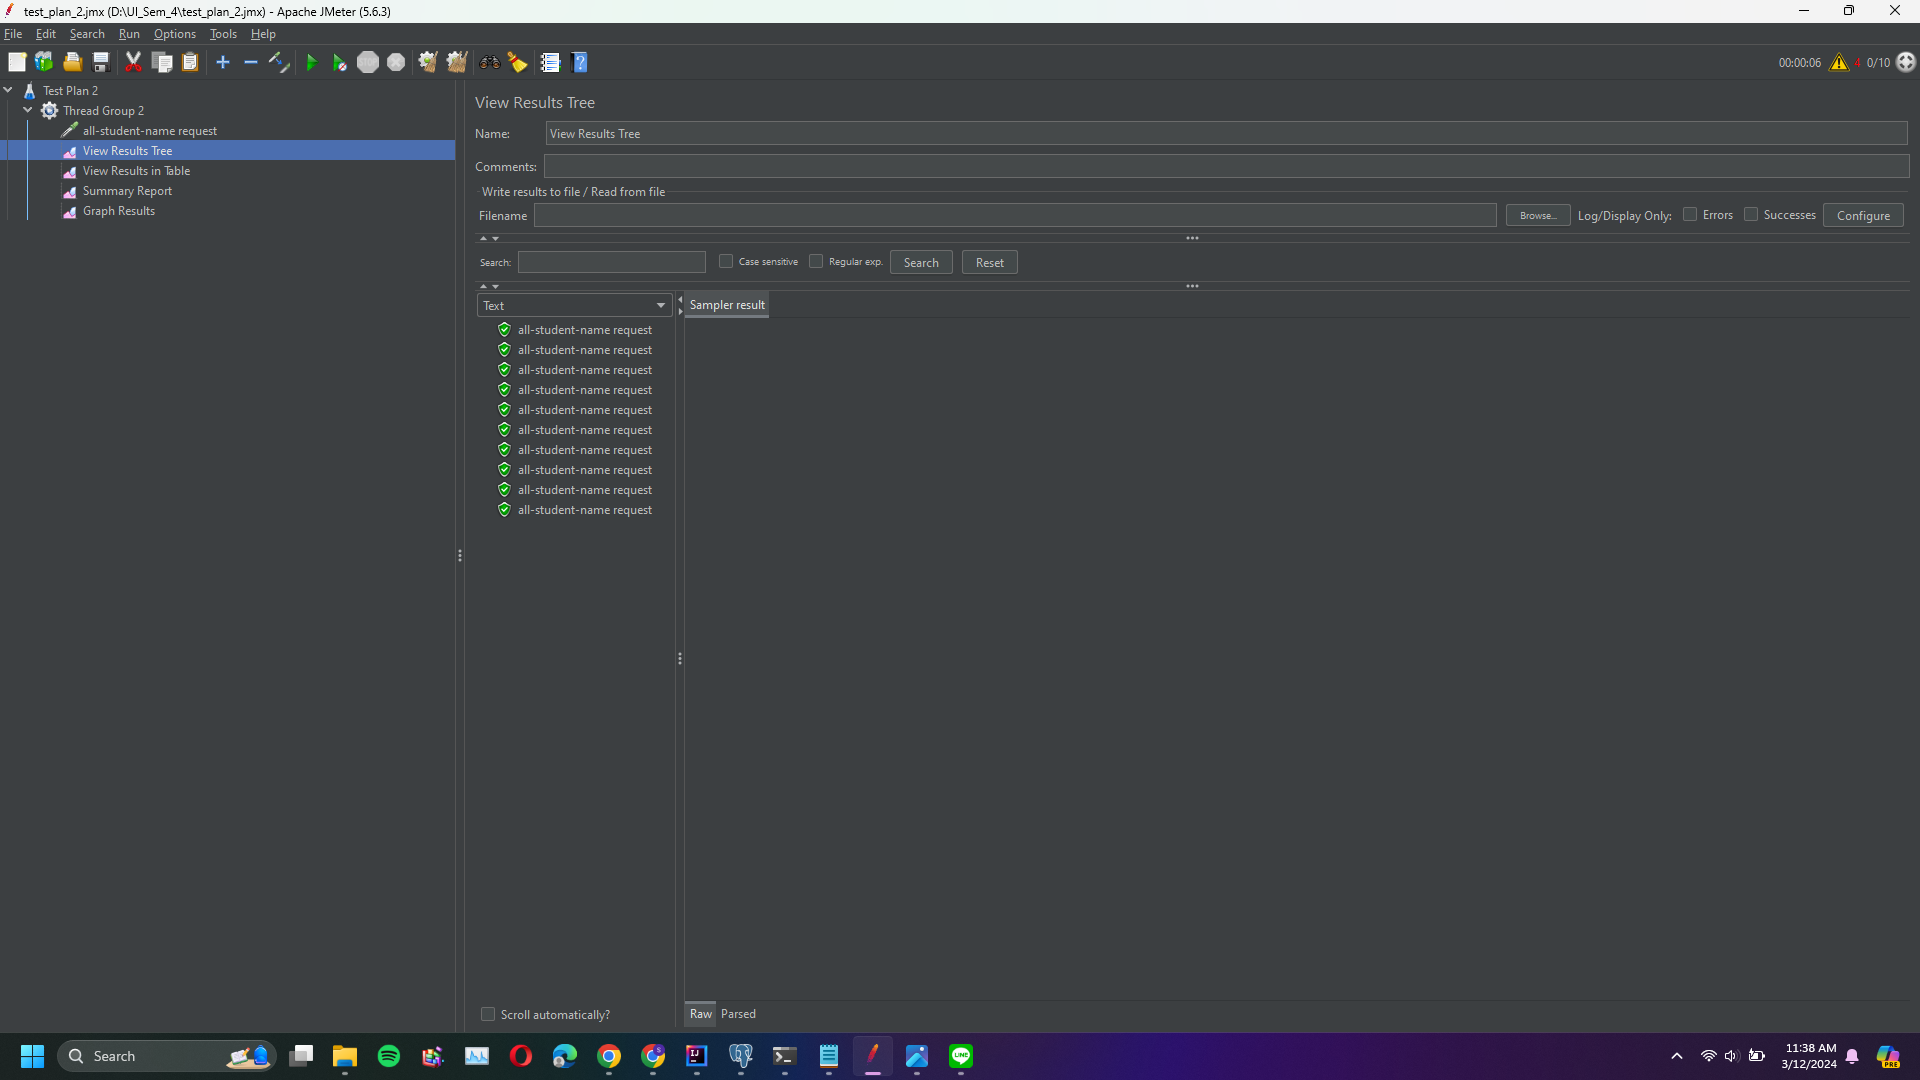 test_plan_2.jmx (D:\UI_Sem_4\test_plan_2.jmx) - Apache JMeter (5.6.3)
File Edit Search Run Options Tools Help
STOP
00:00:06 4 0/10
Test Plan 2
Thread Group 2
all-student-name request
View Results Tree
View Results in Table
Summary Report
Graph Results
View Results Tree
Name: View Results Tree
Comments:
Write results to file / Read from file
Filename Browse... Log/Display Only: Errors Successes Configure
Search: Case sensitive Regular exp. Search Reset
Text Sampler result
all-student-name request
all-student-name request
all-student-name request
all-student-name request
all-student-name request
all-student-name request
all-student-name request
all-student-name request
all-student-name request
all-student-name request
Scroll automatically? Raw Parsed
Search IJ LINE PRE
11:38 AM
3/12/2024